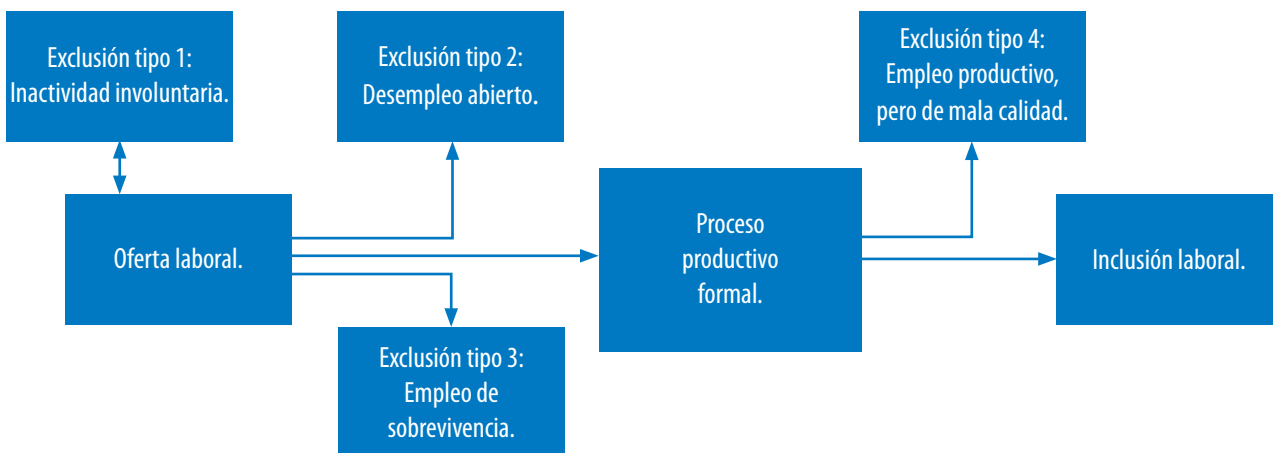 Exclusión tipo 1:
Inactividad involuntaria.
Exclusión tipo 2:
Desempleo abierto.
Exclusión tipo 4:
Empleo productivo,
pero de mala calidad.
Oferta laboral.
Proceso
productivo
formal.
Inclusión laboral.
Exclusión tipo 3:
Empleo de
sobrevivencia.